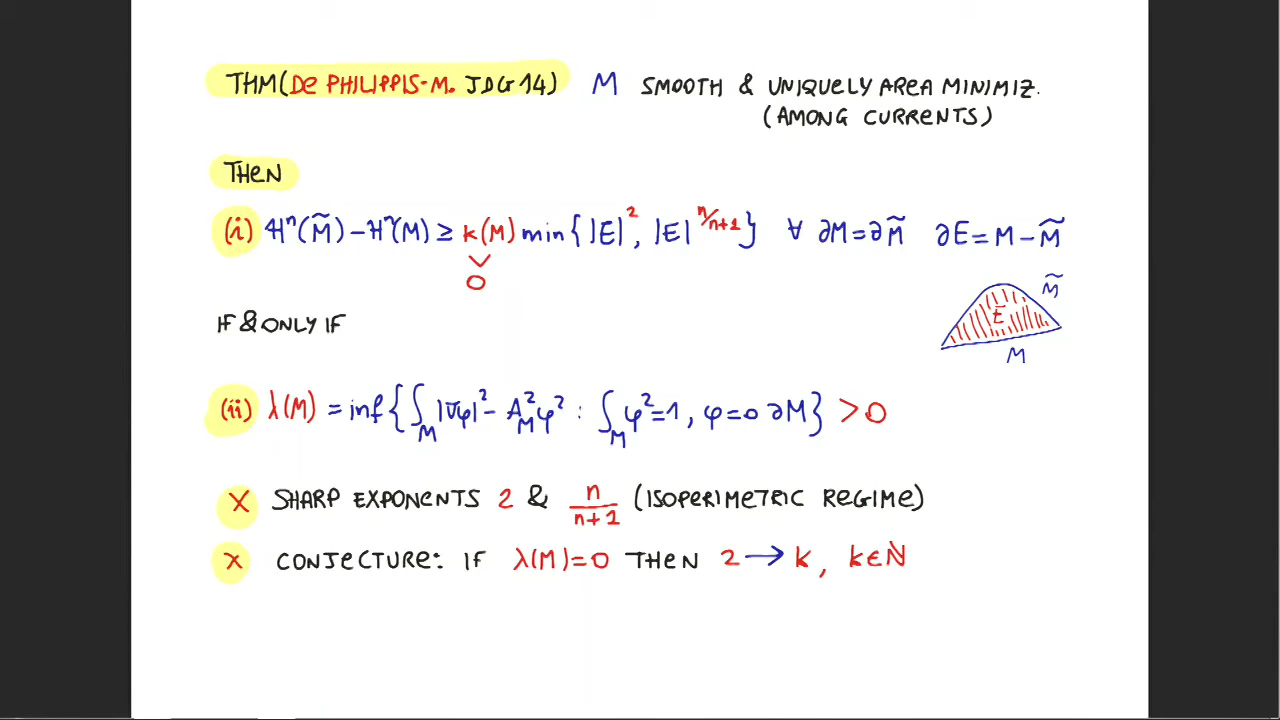 THM (DE PHILIPPIS-M. JDG 14) M SMOOTH & UNIQUELY AREA MINIMIZ.
(AMONG CURRENTS)
THEN
(i) Hⁿ(M̃) - Hⁿ(M) ≥ k(M) min{|E|², |E|^{n/n+1}} ∀ ∂M = ∂M̃ ∂E = M - M̃
0
M̃
E
M
IF & ONLY IF
(ii) λ(M) = inf{∫_M |∇φ|² - A²_M φ² : ∫_M φ² = 1, φ = 0 ∂M} > 0
X SHARP EXPONENTS 2 & n/n+1 (ISOPERIMETRIC REGIME)
X CONJECTURE: IF λ(M)=0 THEN 2 → k, k∈ℕ